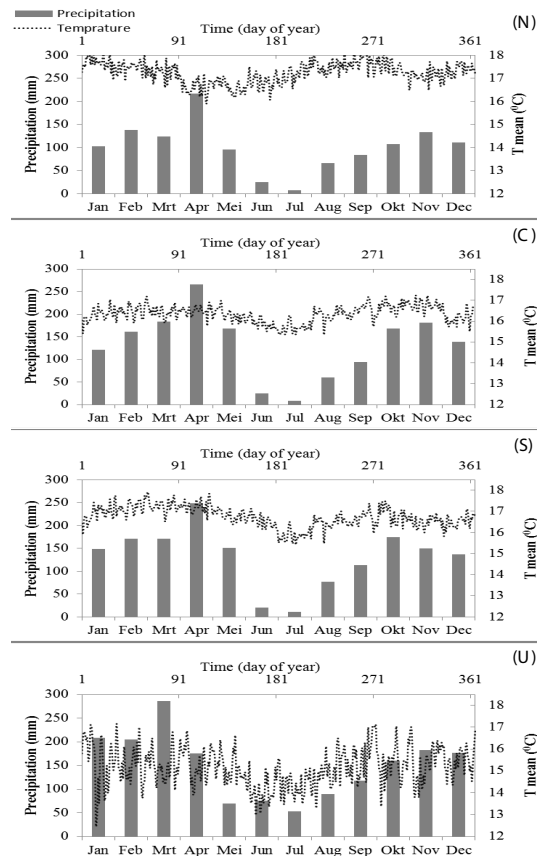 Precipitation
Temprature
(N)
Time (day of year)
1 91 181 271 361
Precipitation (mm)
300
250
200
150
100
50
0
T mean (⁰C)
18
17
16
15
14
13
12
Jan Feb Mrt Apr Mei Jun Jul Aug Sep Okt Nov Dec
(C)
Time (day of year)
1 91 181 271 361
Precipitation (mm)
300
250
200
150
100
50
0
T mean (⁰C)
18
17
16
15
14
13
12
Jan Feb Mrt Apr Mei Jun Jul Aug Sep Okt Nov Dec
(S)
Time (day of year)
1 91 181 271 361
Precipitation (mm)
300
250
200
150
100
50
0
T mean (⁰C)
18
17
16
15
14
13
12
Jan Feb Mrt Apr Mei Jun Jul Aug Sep Okt Nov Dec
(U)
Time (day of year)
1 91 181 271 361
Precipitation (mm)
300
250
200
150
100
50
0
T mean (⁰C)
18
17
16
15
14
13
12
Jan Feb Mrt Apr Mei Jun Jul Aug Sep Okt Nov Dec